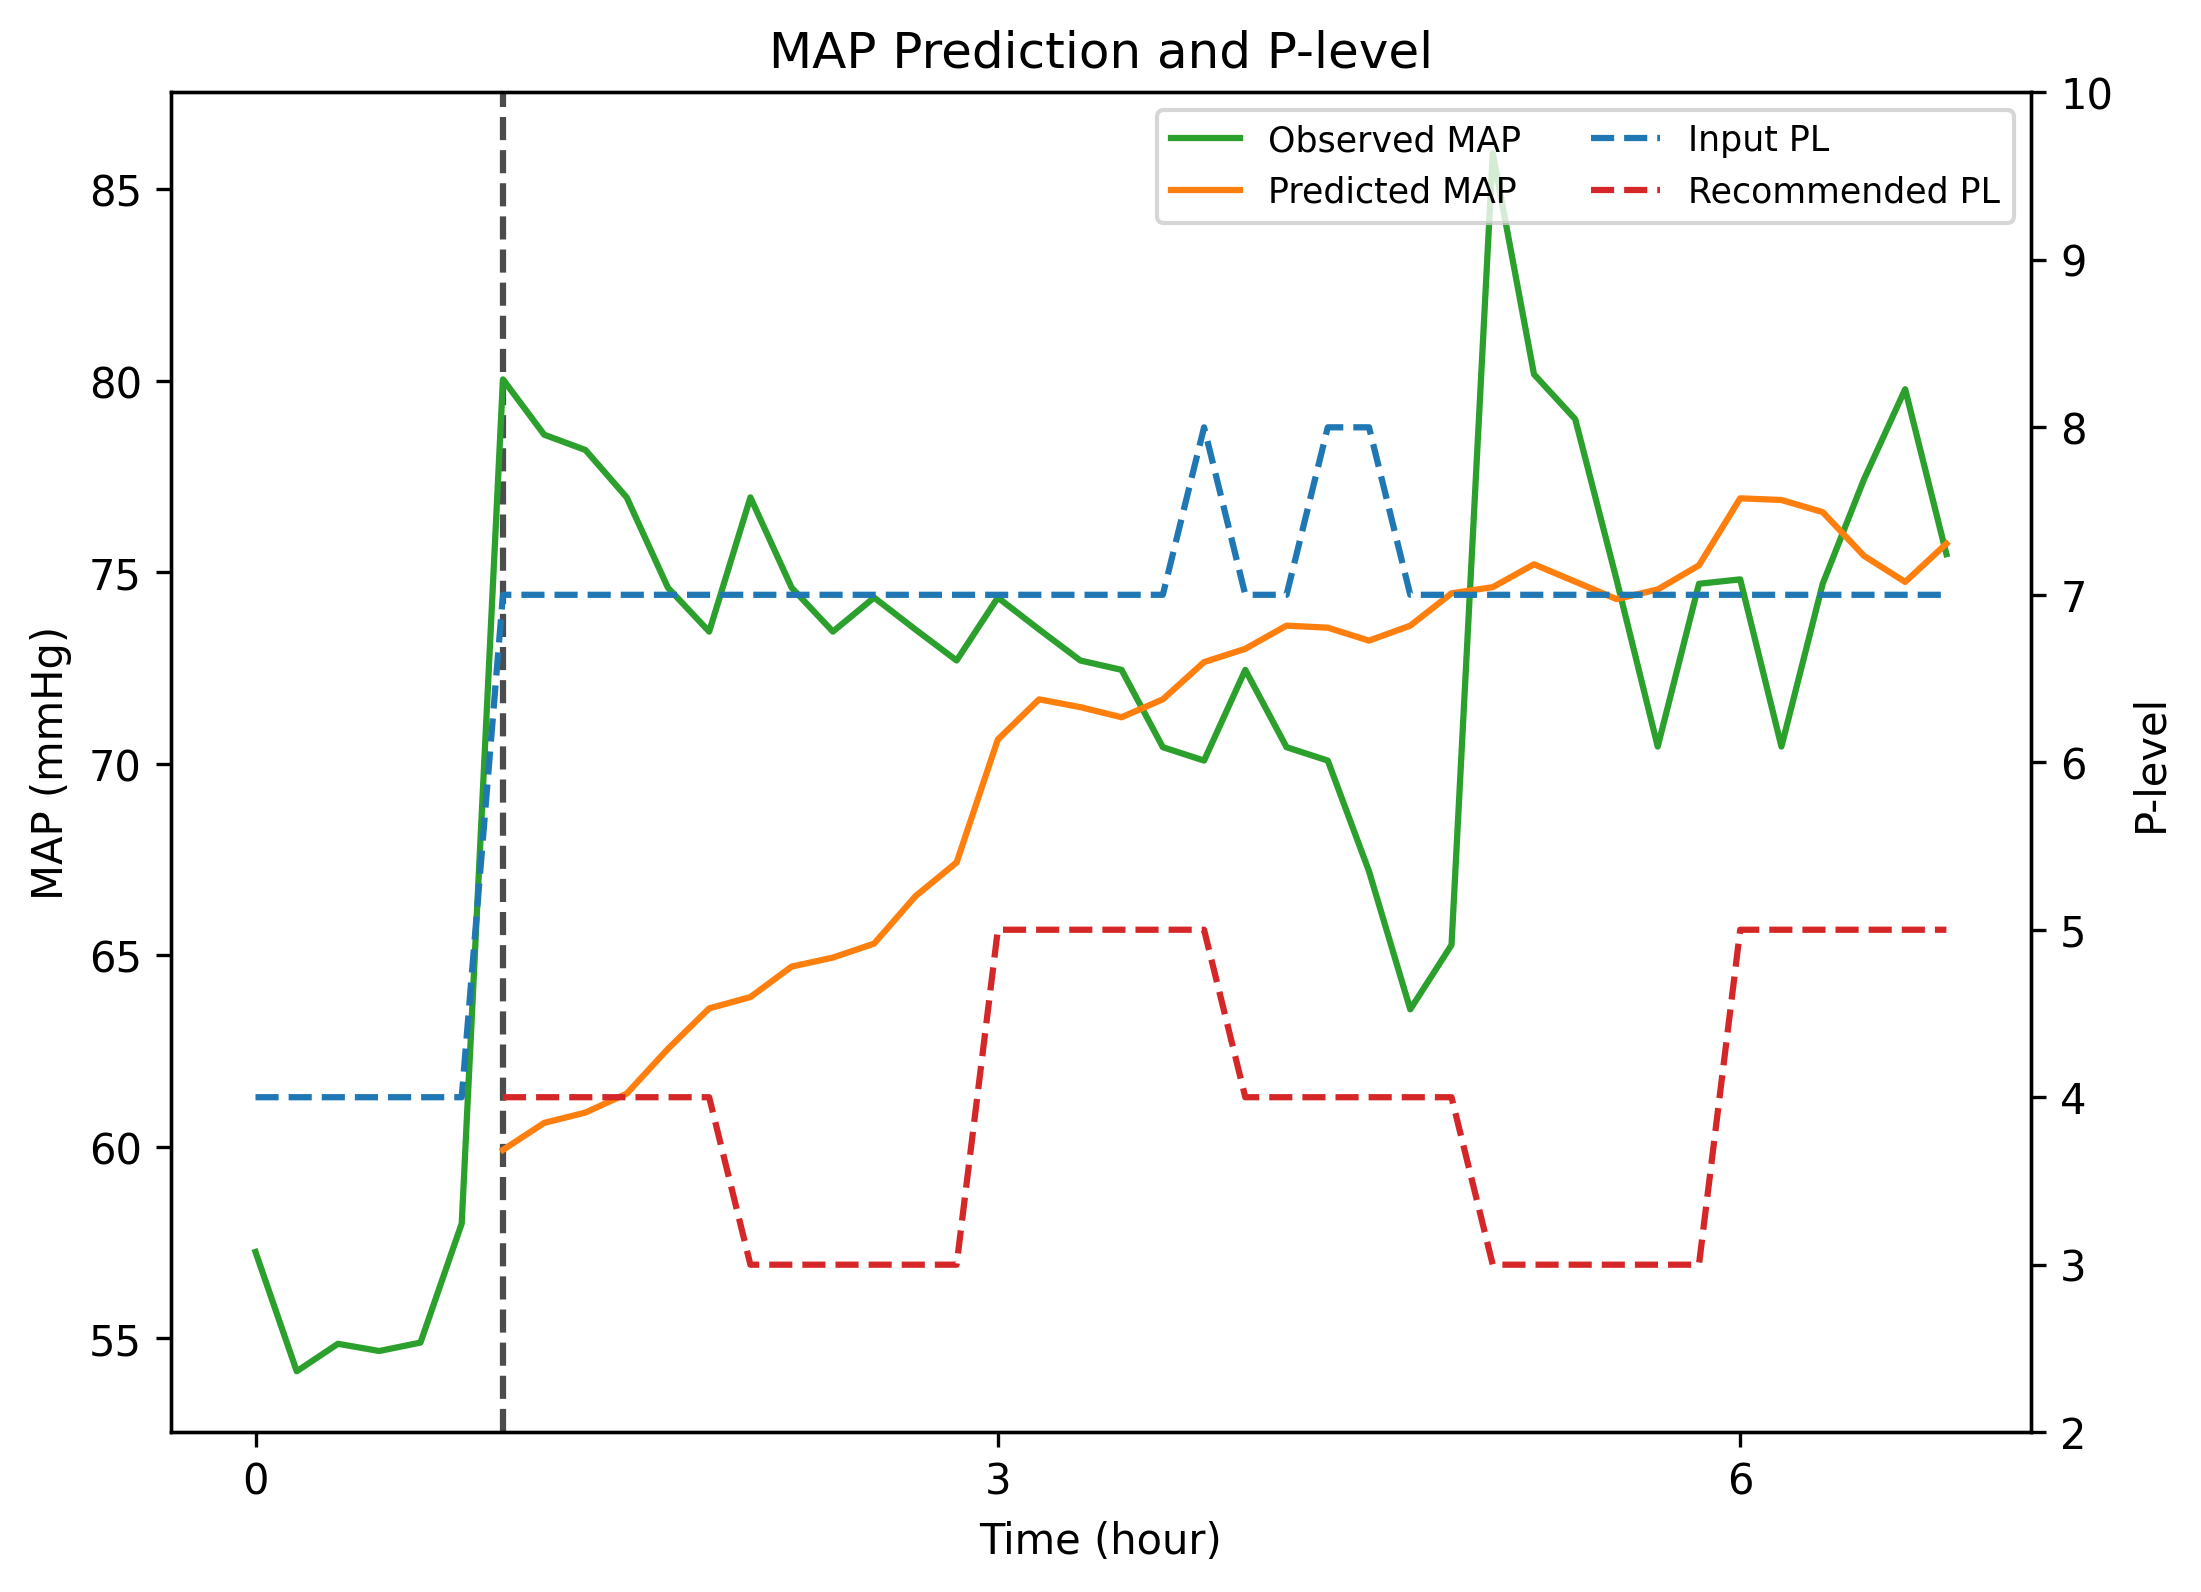 MAP Prediction and P-level
Observed MAP
Predicted MAP
Input PL
Recommended PL
85
80
75
70
65
60
55
MAP (mmHg)
10
9
8
7
6
5
4
3
2
P-level
0 3 6
Time (hour)